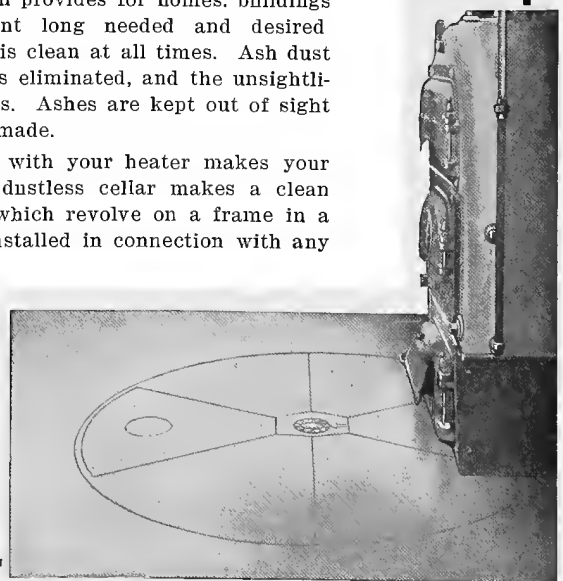 provides for homes. buildings
nt long needed and desired
is clean at all times. Ash dust
s eliminated, and the unsightli-
s. Ashes are kept out of sight
made.
with your heater makes your
dustless cellar makes a clean
which revolve on a frame in a
nstalled in connection with any